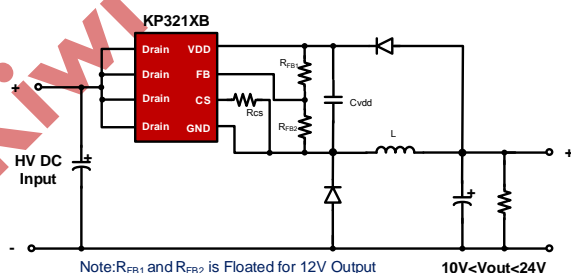 KP321XB
Drain VDD
Drain FB
Drain CS
Drain GND
RFB1
RFB2
Rcs
Cvdd
L
+
HV DC
Input
-
+
+
+
-
Note:RFB1 and RFB2 is Floated for 12V Output
10V<Vout<24V
Kiwi